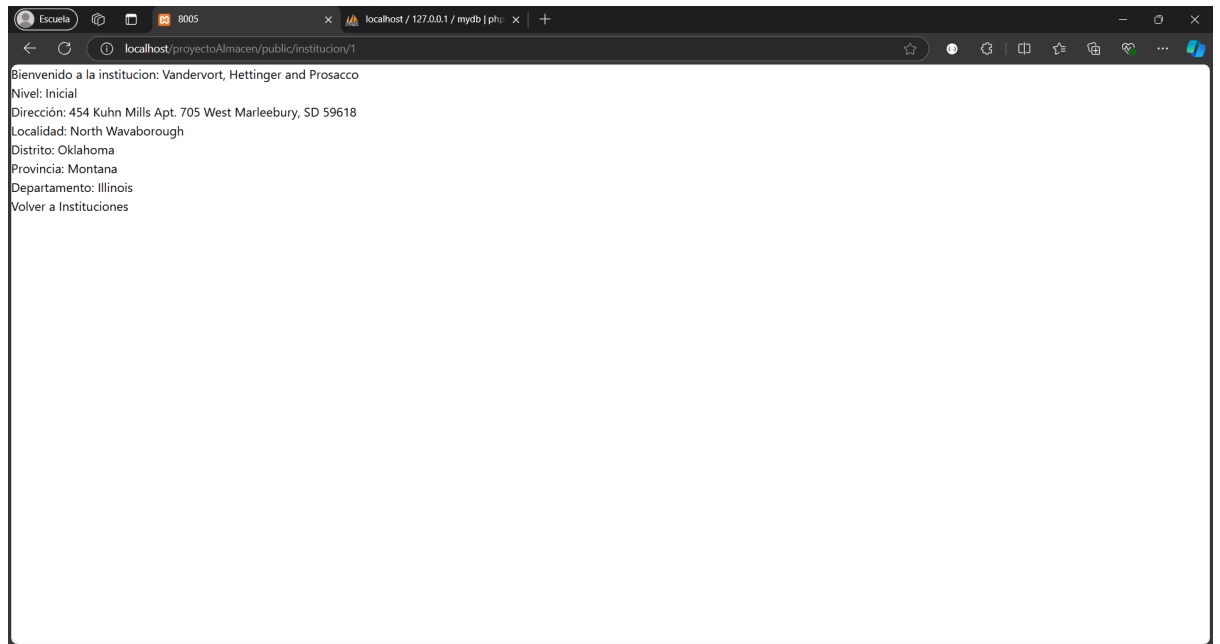 Escuela
8005
localhost / 127.0.0.1 / mydb | php
localhost/proyectoAlmacen/public/institucion/1
Bienvenido a la institucion: Vandervort, Hettinger and Prosacco
Nivel: Inicial
Dirección: 454 Kuhn Mills Apt. 705 West Marleebury, SD 59618
Localidad: North Wavaborough
Distrito: Oklahoma
Provincia: Montana
Departamento: Illinois
Volver a Instituciones